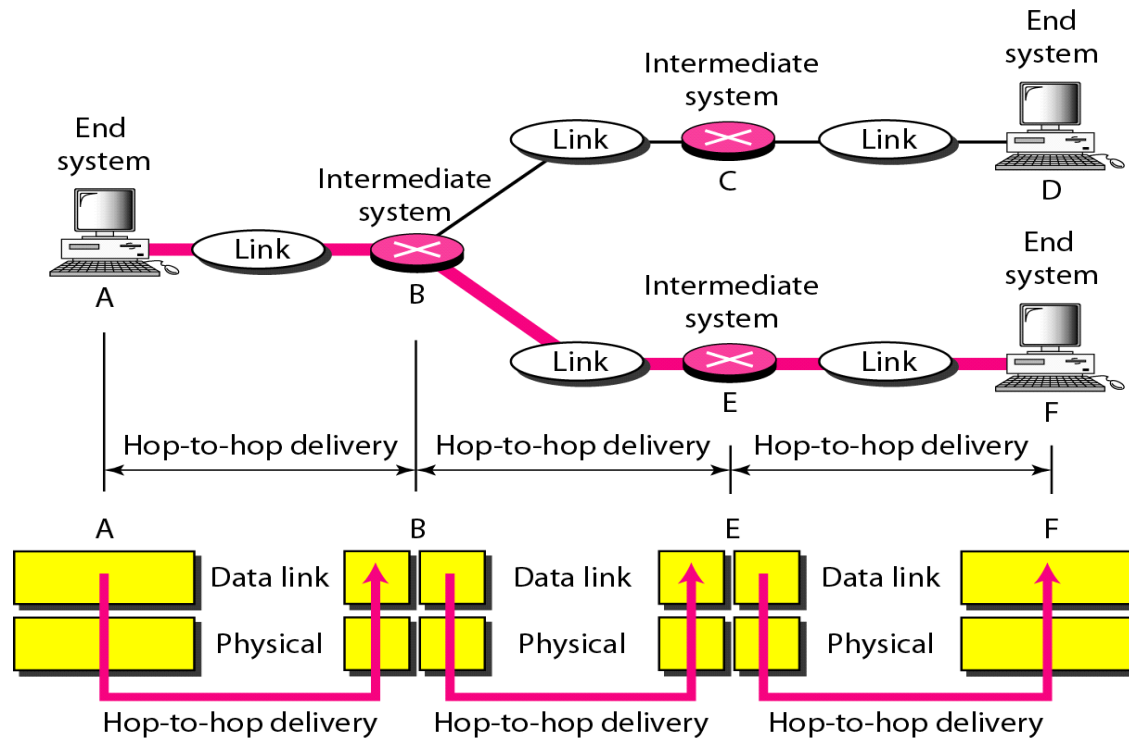 End
system
Intermediate
system
Link
Link
C
D
End
system
Intermediate
system
Link
A
B
End
system
Intermediate
system
Link
Link
E
F
Hop-to-hop delivery
Hop-to-hop delivery
Hop-to-hop delivery
A
B
E
F
Data link
Data link
Data link
Physical
Physical
Physical
Hop-to-hop delivery
Hop-to-hop delivery
Hop-to-hop delivery